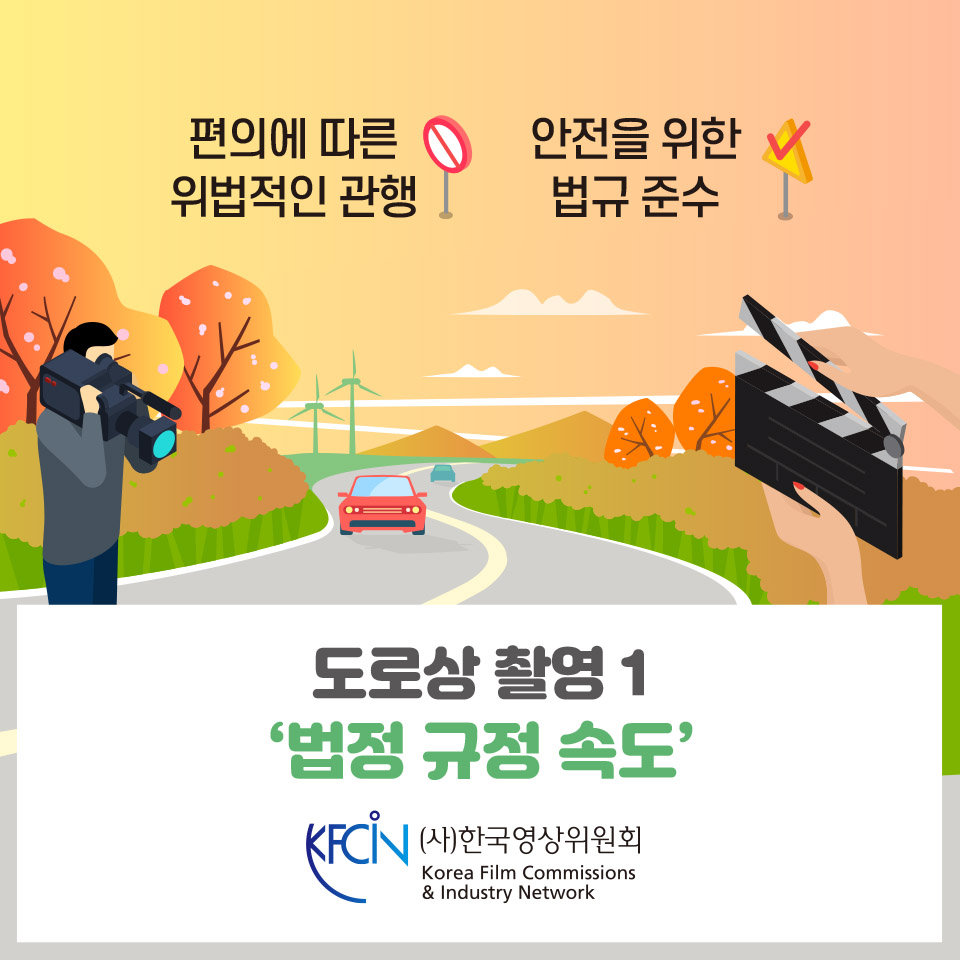 편의에 따른
위법적인 관행
안전을 위한
법규 준수
도로상 촬영 1
‘법정 규정 속도’
KFCIN (사)한국영상위원회
Korea Film Commissions
& Industry Network